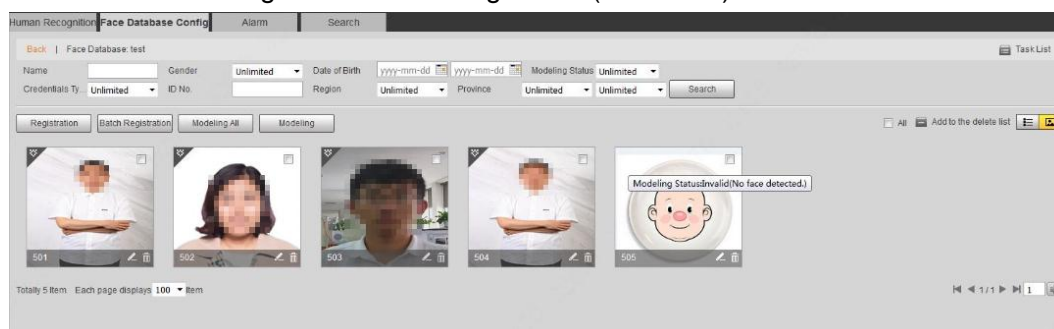 Human Recognition Face Database Config Alarm Search
Back | Face Database: test Task List
Name Gender Unlimited Date of Birth yyyy-mm-dd yyyy-mm-dd Modeling Status Unlimited
Credentials Ty... Unlimited ID No. Region Unlimited Province Unlimited Unlimited Search
Registration Batch Registration Modeling All Modeling All Add to the delete list
Modeling Status:Invalid(No face detected.)
501 502 503 504 505
Totally 5 Item Each page displays 100 Item 1/1 1